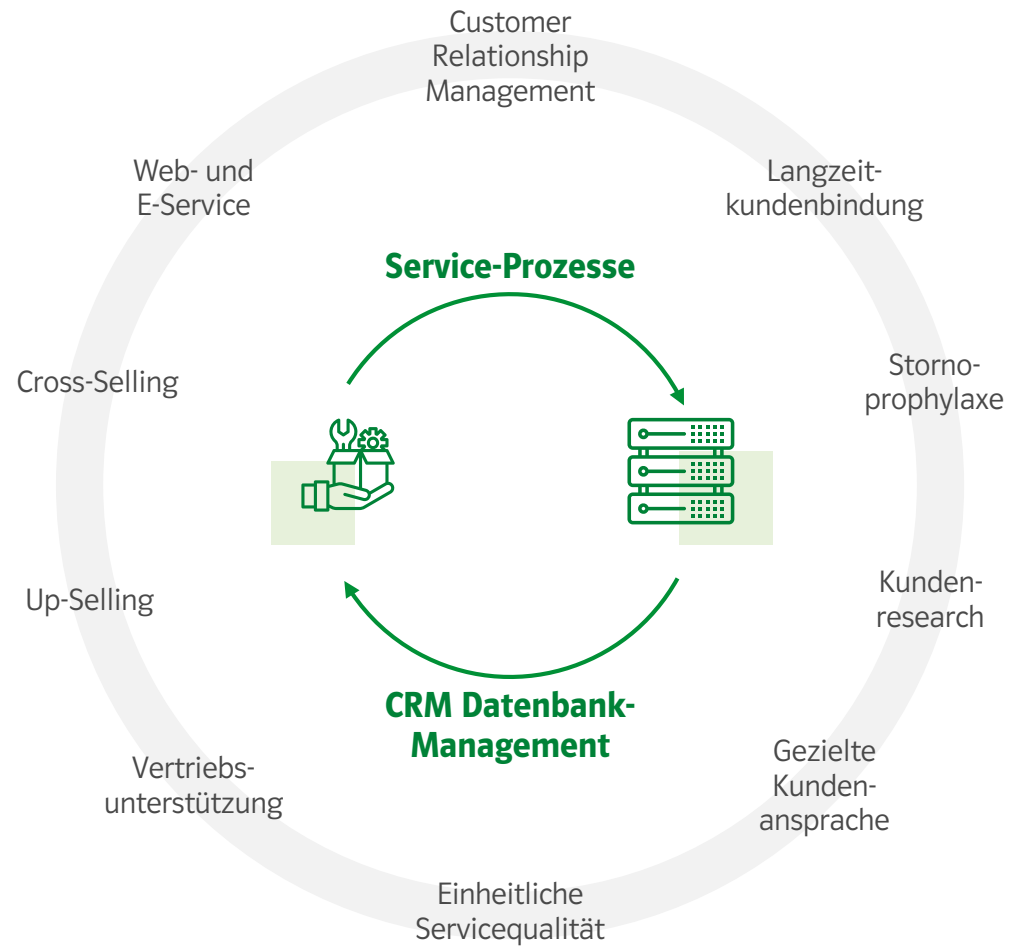 Customer
Relationship
Management
Web- und
E-Service
Langzeit-
kundenbindung
Service-Prozesse
Cross-Selling
Storno-
prophylaxe
Up-Selling
Kunden-
research
CRM Datenbank-
Management
Vertriebs-
unterstützung
Gezielte
Kunden-
ansprache
Einheitliche
Servicequalität